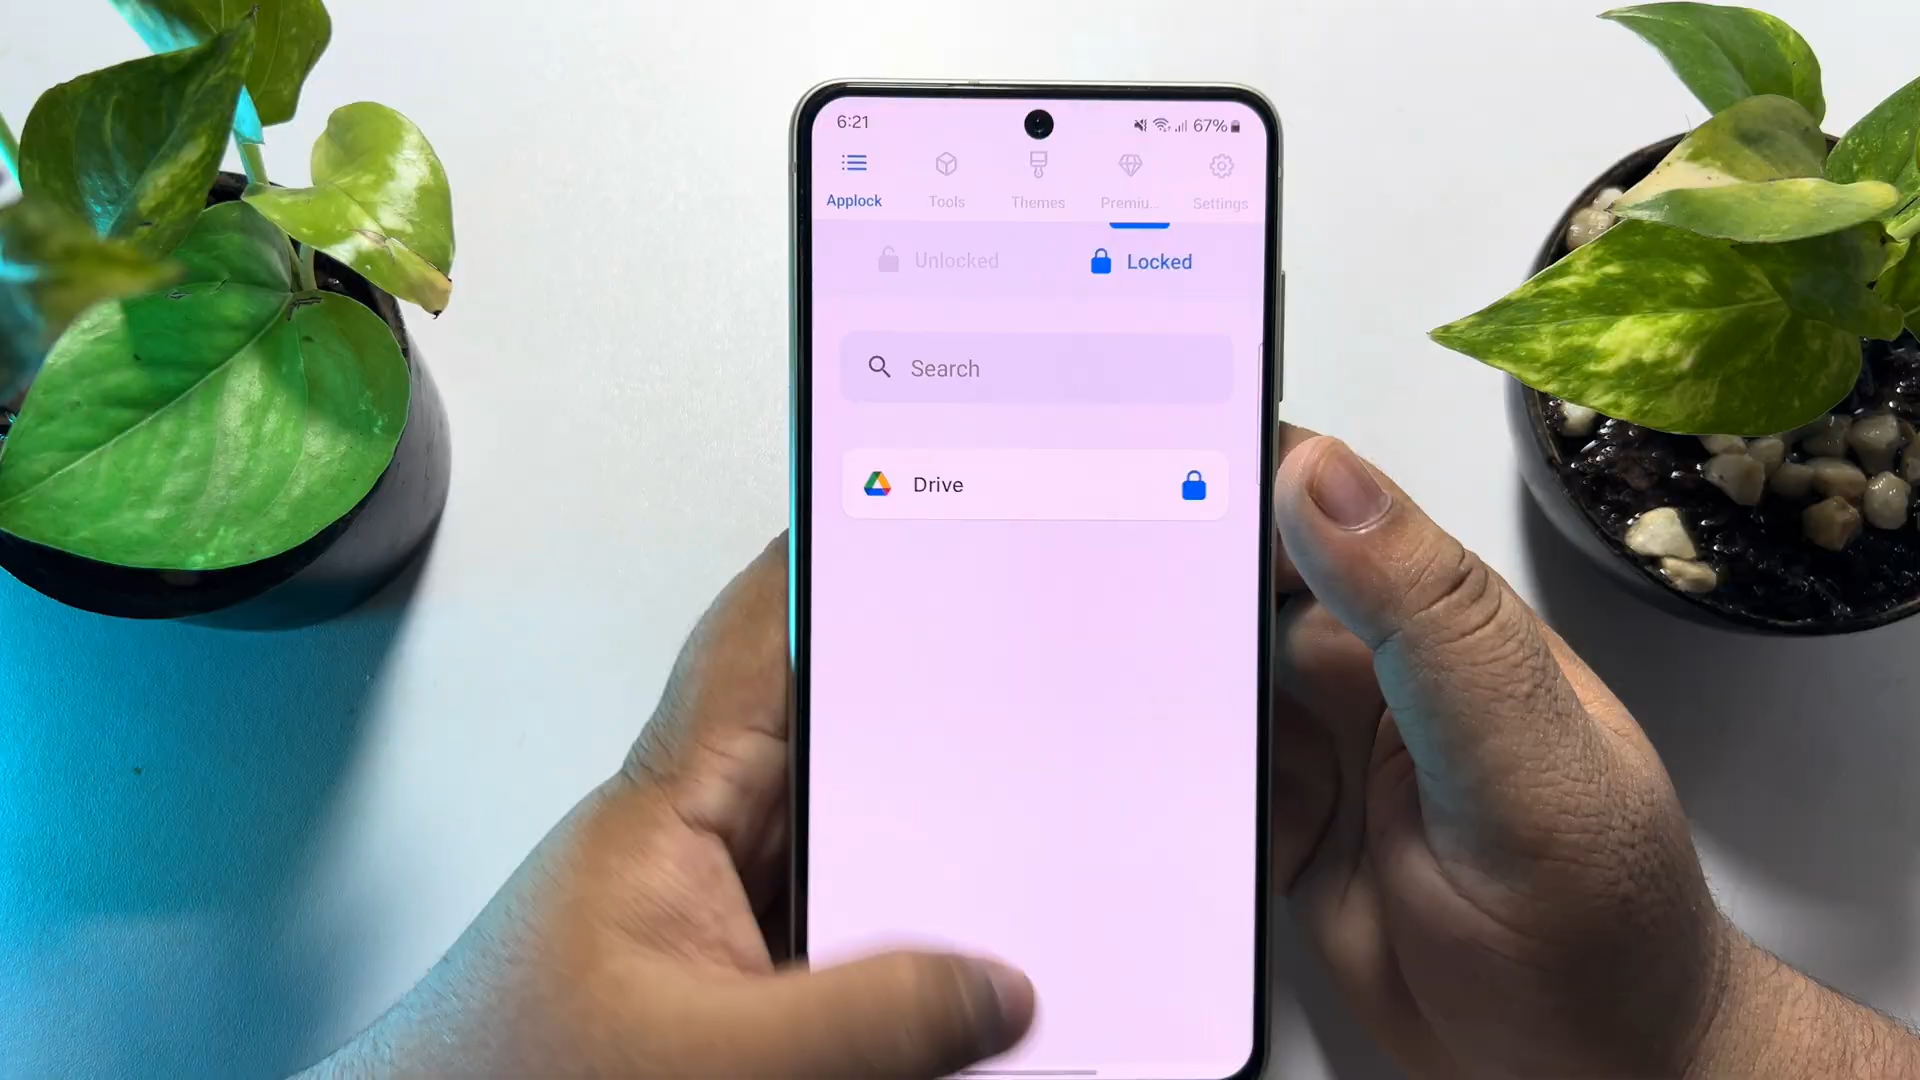 6:21 67%
Applock Tools Themes Premiu... Settings
Unlocked Locked
Search
Drive